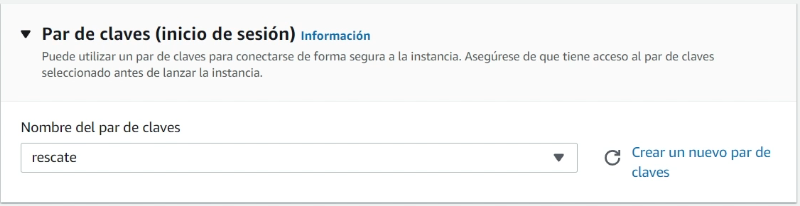 Par de claves (inicio de sesión) Información
Puede utilizar un par de claves para conectarse de forma segura a la instancia. Asegúrese de que tiene acceso al par de claves
seleccionado antes de lanzar la instancia.
Nombre del par de claves
rescate
Crear un nuevo par de
claves